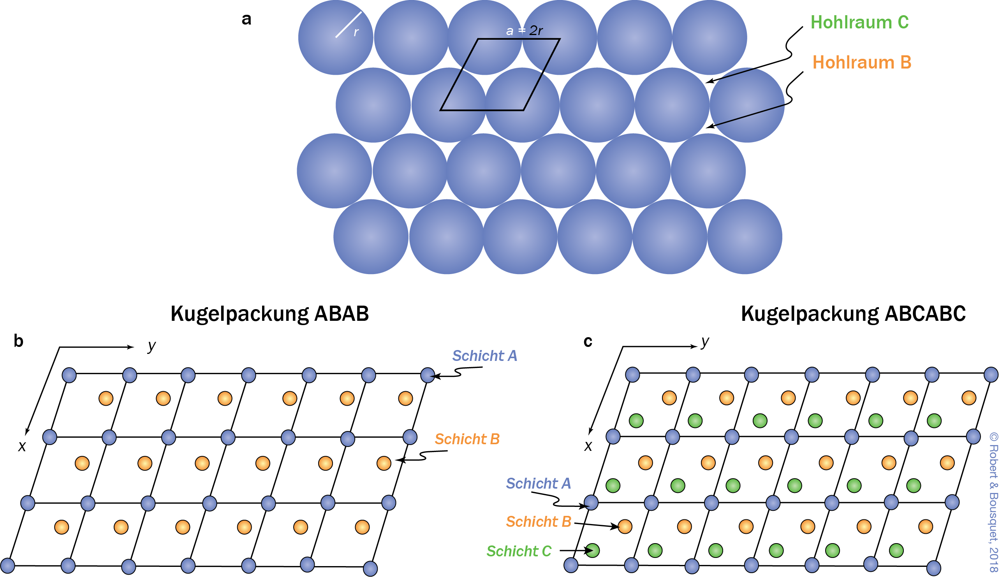 a
r
a = 2r
Hohlraum C
Hohlraum B
Kugelpackung ABAB
b
y
x
Schicht A
Schicht B
Kugelpackung ABCABC
c
y
x
Schicht A
Schicht B
Schicht C
© Robert & Bousquet, 2018